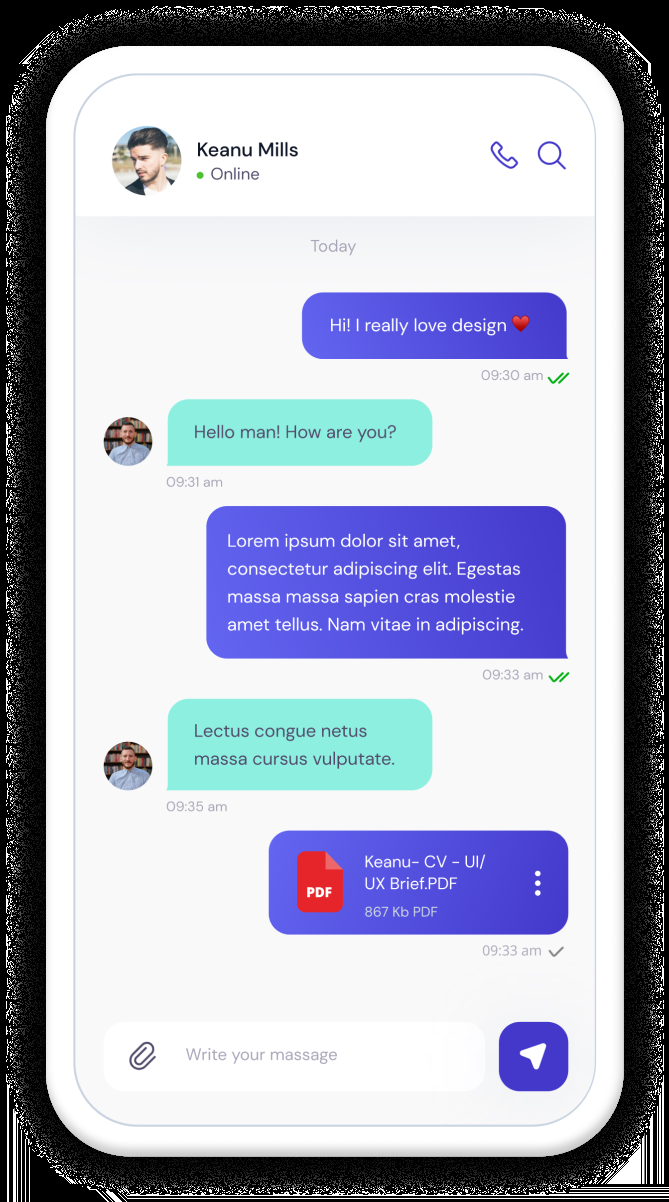 Keanu Mills
Online
Today
Hi! I really love design ❤️
09:30 am
Hello man! How are you?
09:31 am
Lorem ipsum dolor sit amet,
consectetur adipiscing elit. Egestas
massa massa sapien cras molestie
amet tellus. Nam vitae in adipiscing.
09:33 am
Lectus congue netus
massa cursus vulputate.
09:35 am
PDF
Keanu- CV - UI/
UX Brief.PDF
867 Kb PDF
09:33 am
Write your massage